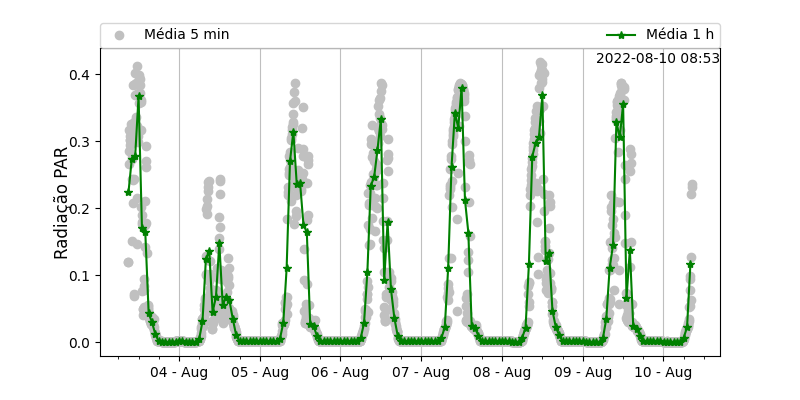 Média 5 min
Média 1 h
2022-08-10 08:53
Radiação PAR
0.4
0.3
0.2
0.1
0.0
04 - Aug
05 - Aug
06 - Aug
07 - Aug
08 - Aug
09 - Aug
10 - Aug